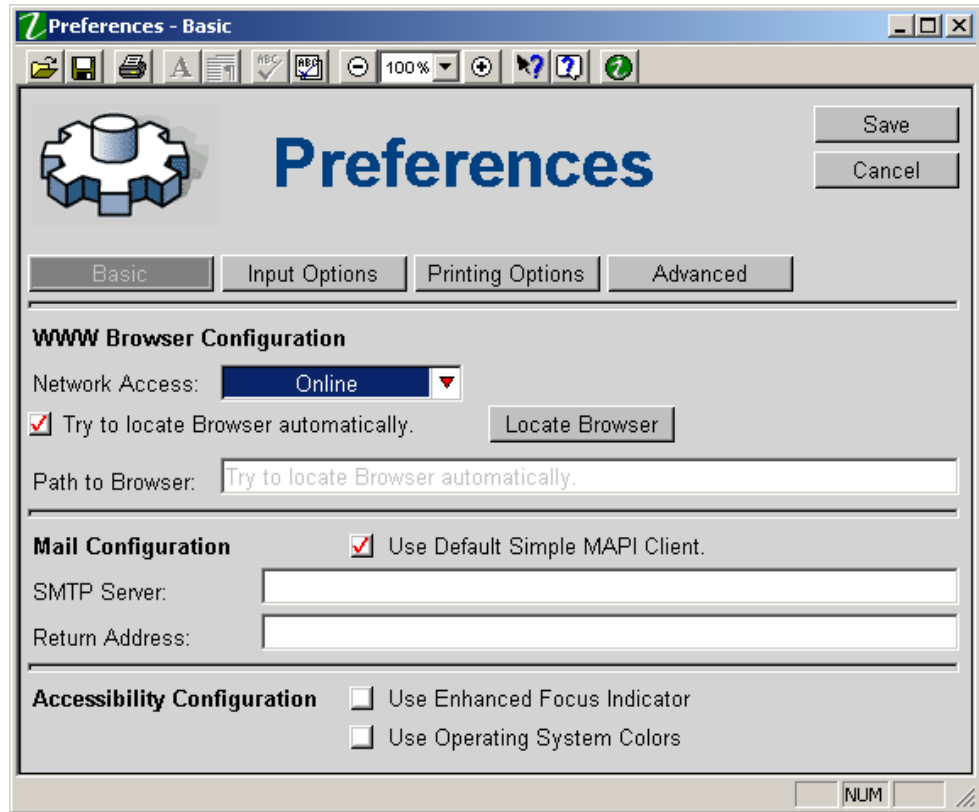 Preferences - Basic
A ABC ABC 100% ? ?
Preferences
Save
Cancel
Basic Input Options Printing Options Advanced
WWW Browser Configuration
Network Access: Online
Try to locate Browser automatically. Locate Browser
Path to Browser: Try to locate Browser automatically.
Mail Configuration Use Default Simple MAPI Client.
SMTP Server:
Return Address:
Accessibility Configuration Use Enhanced Focus Indicator
Use Operating System Colors
NUM